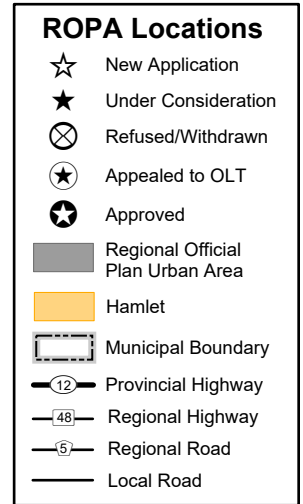 ROPA Locations
New Application
Under Consideration
Refused/Withdrawn
Appealed to OLT
Approved
Regional Official
Plan Urban Area
Hamlet
Municipal Boundary
12 Provincial Highway
48 Regional Highway
5 Regional Road
Local Road